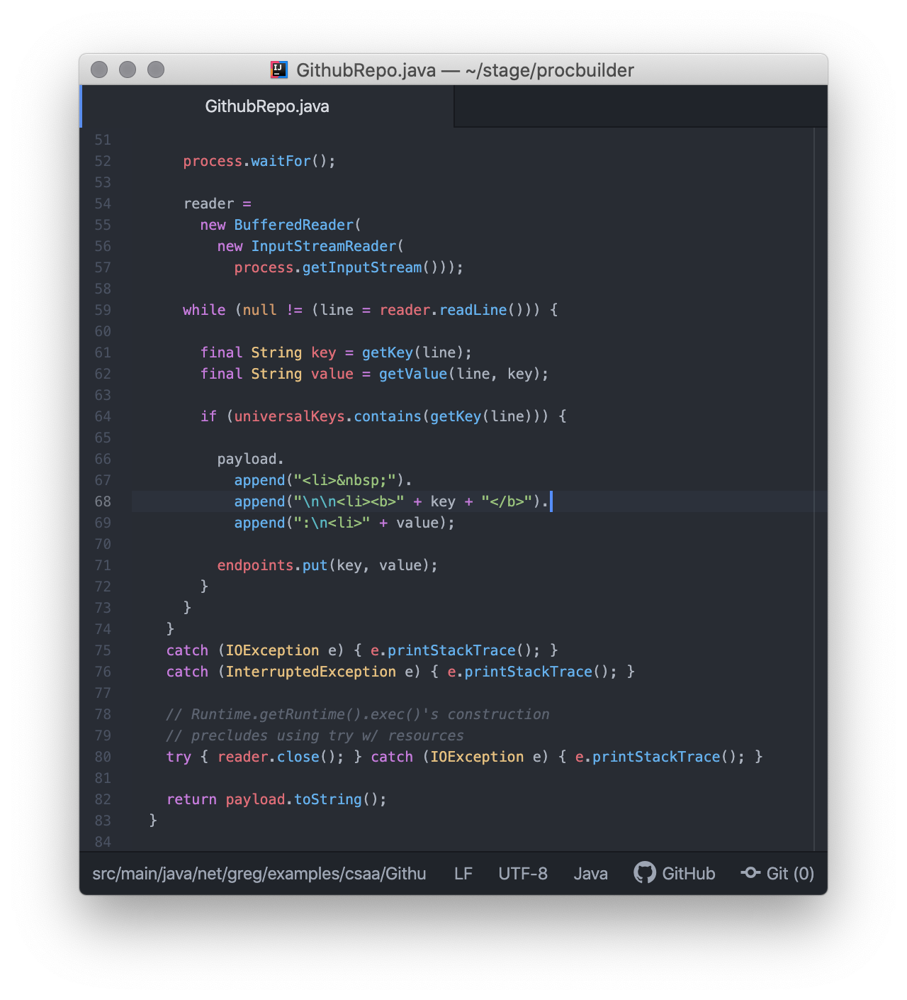 GithubRepo.java — ~/stage/procbuilder
GithubRepo.java
51
52 process.waitFor();
53
54 reader =
55 new BufferedReader(
56 new InputStreamReader(
57 process.getInputStream()));
58
59 while (null != (line = reader.readLine())) {
60
61 final String key = getKey(line);
62 final String value = getValue(line, key);
63
64 if (universalKeys.contains(getKey(line))) {
65
66 payload.
67 append("<li>&nbsp;").
68 append("\n\n<li><b>" + key + "</b>").
69 append(":\n<li>" + value);
70
71 endpoints.put(key, value);
72 }
73 }
74 }
75 catch (IOException e) { e.printStackTrace(); }
76 catch (InterruptedException e) { e.printStackTrace(); }
77
78 // Runtime.getRuntime().exec()'s construction
79 // precludes using try w/ resources
80 try { reader.close(); } catch (IOException e) { e.printStackTrace(); }
81
82 return payload.toString();
83 }
84
src/main/java/net/greg/examples/csaa/Githu LF UTF-8 Java GitHub Git (0)